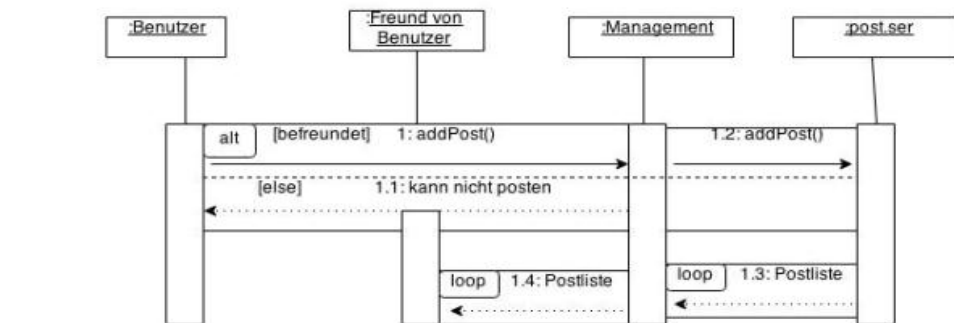 :Benutzer
:Freund von
Benutzer
:Management
:post.ser
alt
[befreundet]
1: addPost()
1.2: addPost()
[else]
1.1: kann nicht posten
loop
1.4: Postliste
loop
1.3: Postliste